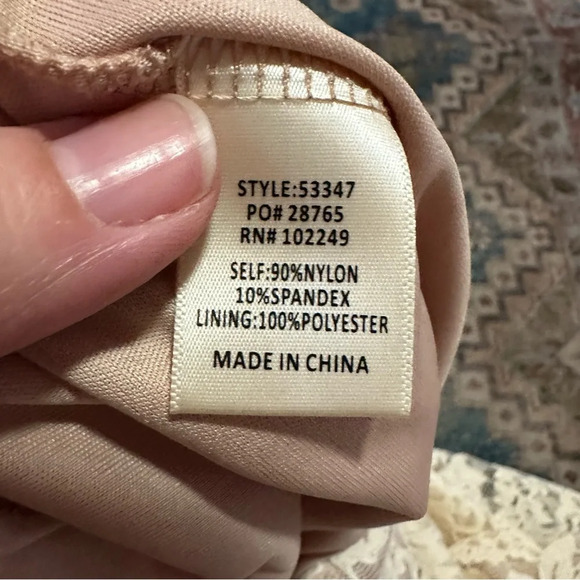 STYLE:53347
PO# 28765
RN# 102249
SELF:90%NYLON
10%SPANDEX
LINING:100%POLYESTER
MADE IN CHINA